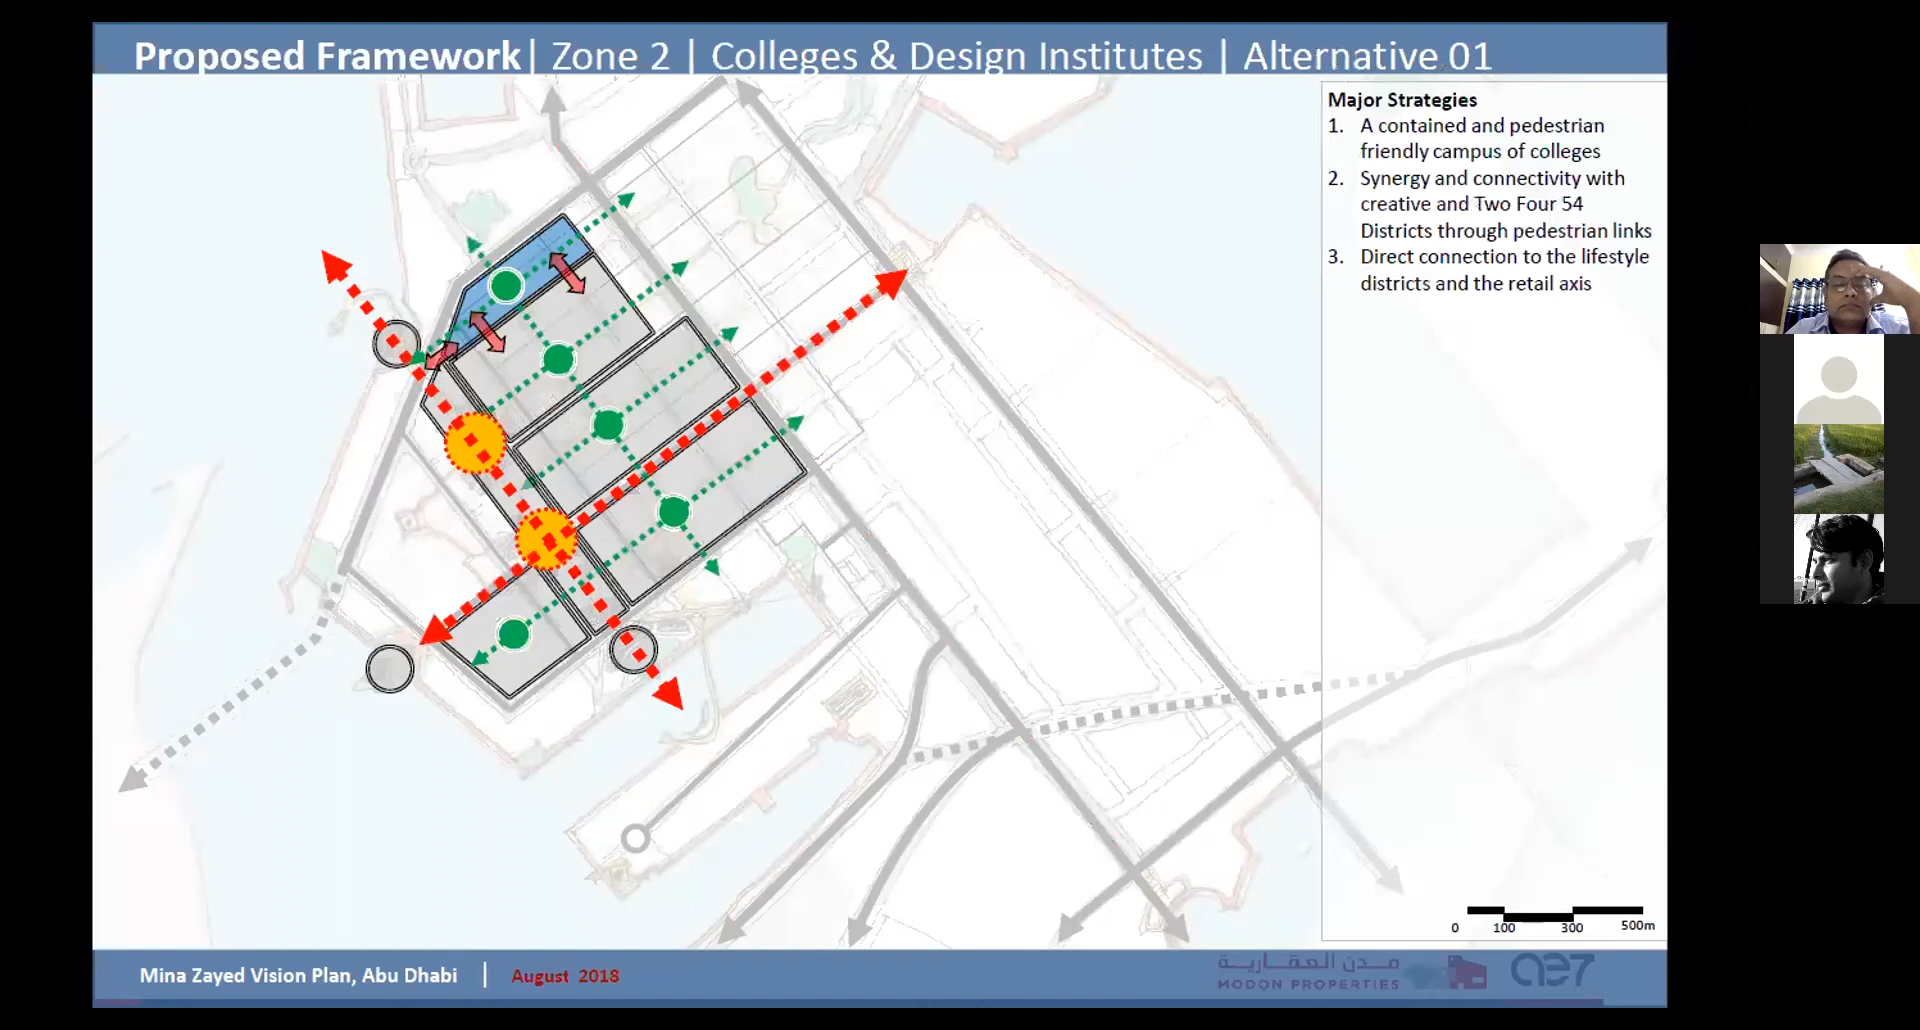 Proposed Framework| Zone 2 | Colleges & Design Institutes | Alternative 01
Major Strategies
1. A contained and pedestrian
friendly campus of colleges
2. Synergy and connectivity with
creative and Two Four 54
Districts through pedestrian links
3. Direct connection to the lifestyle
districts and the retail axis
0 100 300 500m
Mina Zayed Vision Plan, Abu Dhabi | August 2018
مدن العقارية
MODON PROPERTIES
ae7